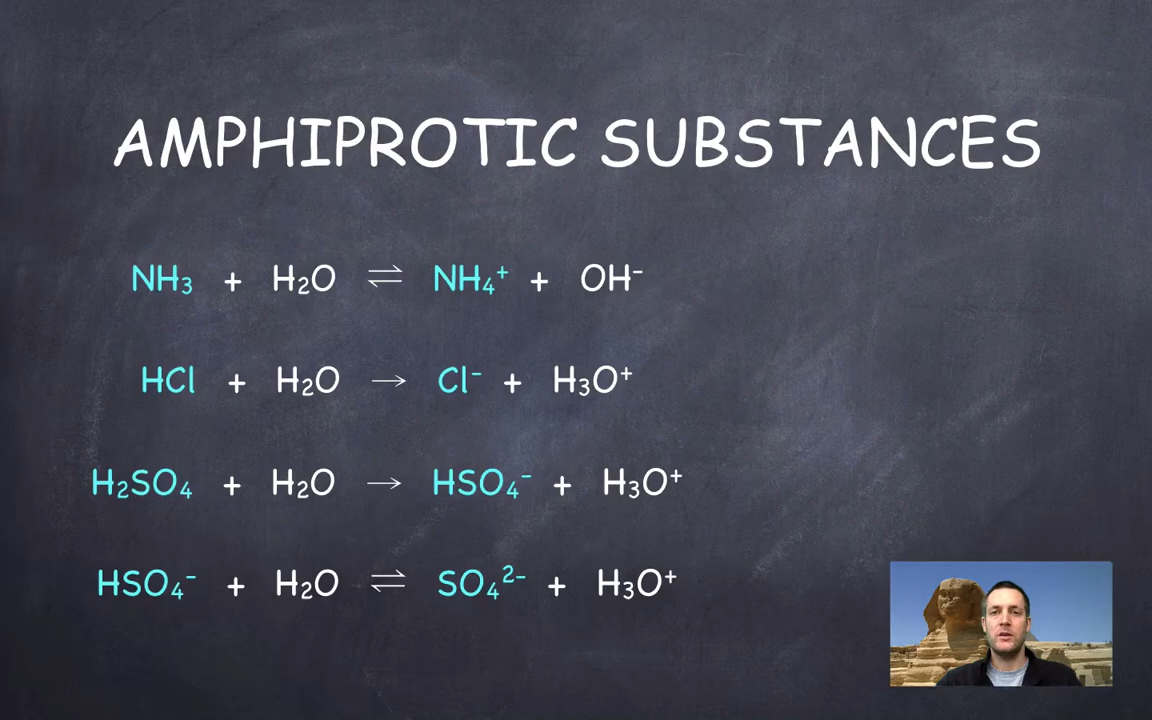 AMPHIPROTIC SUBSTANCES
NH₃ + H₂O ⇌ NH₄⁺ + OH⁻
HCl + H₂O → Cl⁻ + H₃O⁺
H₂SO₄ + H₂O → HSO₄⁻ + H₃O⁺
HSO₄⁻ + H₂O ⇌ SO₄²⁻ + H₃O⁺